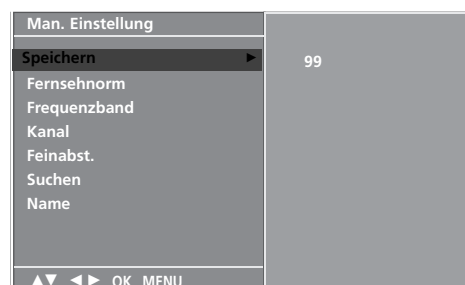 Man. Einstellung
Speichern ► 99
Fernsehnorm
Frequenzband
Kanal
Feinabst.
Suchen
Name
▲▼ ◄► OK MENU